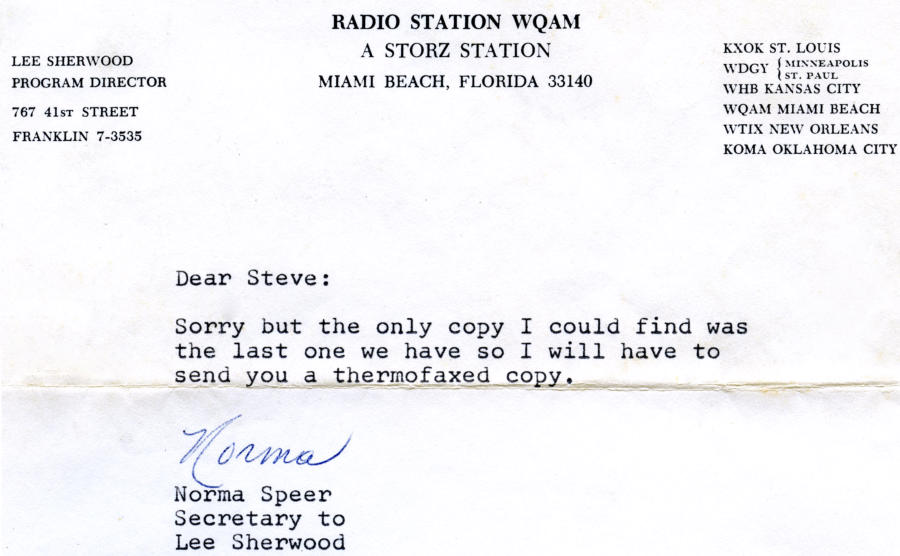 RADIO STATION WQAM
A STORZ STATION
MIAMI BEACH, FLORIDA 33140
LEE SHERWOOD
PROGRAM DIRECTOR
767 41ST STREET
FRANKLIN 7-3535
KXOK ST. LOUIS
WDGY { MINNEAPOLIS
ST. PAUL
WHB KANSAS CITY
WQAM MIAMI BEACH
WTIX NEW ORLEANS
KOMA OKLAHOMA CITY
Dear Steve:
Sorry but the only copy I could find was
the last one we have so I will have to
send you a thermofaxed copy.
Norma
Norma Speer
Secretary to
Lee Sherwood